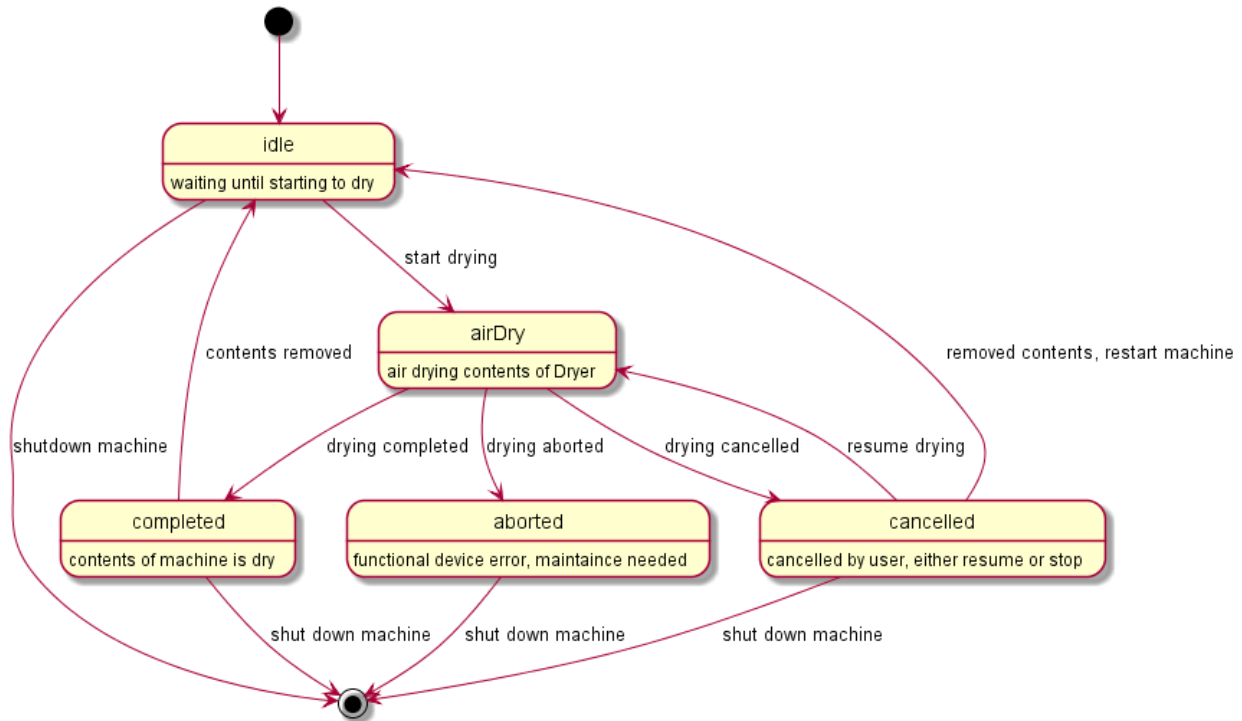 idle
waiting until starting to dry
start drying
airDry
air drying contents of Dryer
contents removed
removed contents, restart machine
shutdown machine
drying completed
drying aborted
drying cancelled
resume drying
completed
contents of machine is dry
aborted
functional device error, maintaince needed
cancelled
cancelled by user, either resume or stop
shut down machine
shut down machine
shut down machine